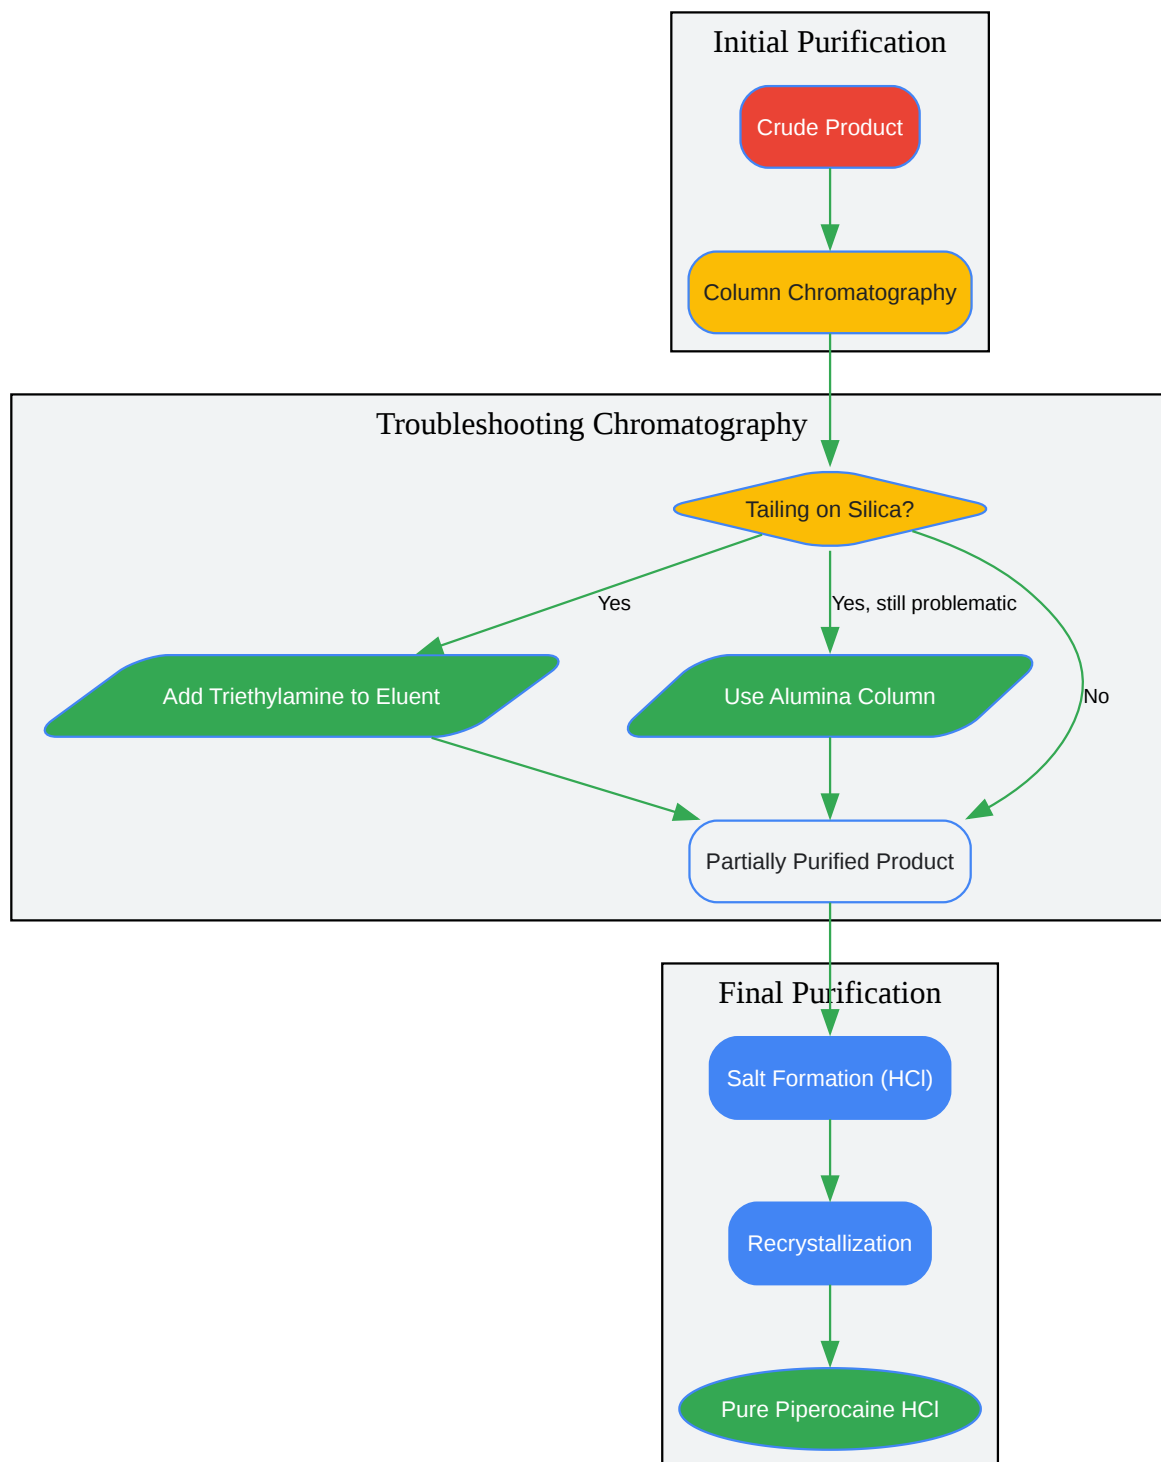 Initial Purification
Crude Product
Column Chromatography
Troubleshooting Chromatography
Tailing on Silica?
Yes
Yes, still problematic
Add Triethylamine to Eluent
Use Alumina Column
No
Partially Purified Product
Final Purification
Salt Formation (HCl)
Recrystallization
Pure Piperocaine HCl